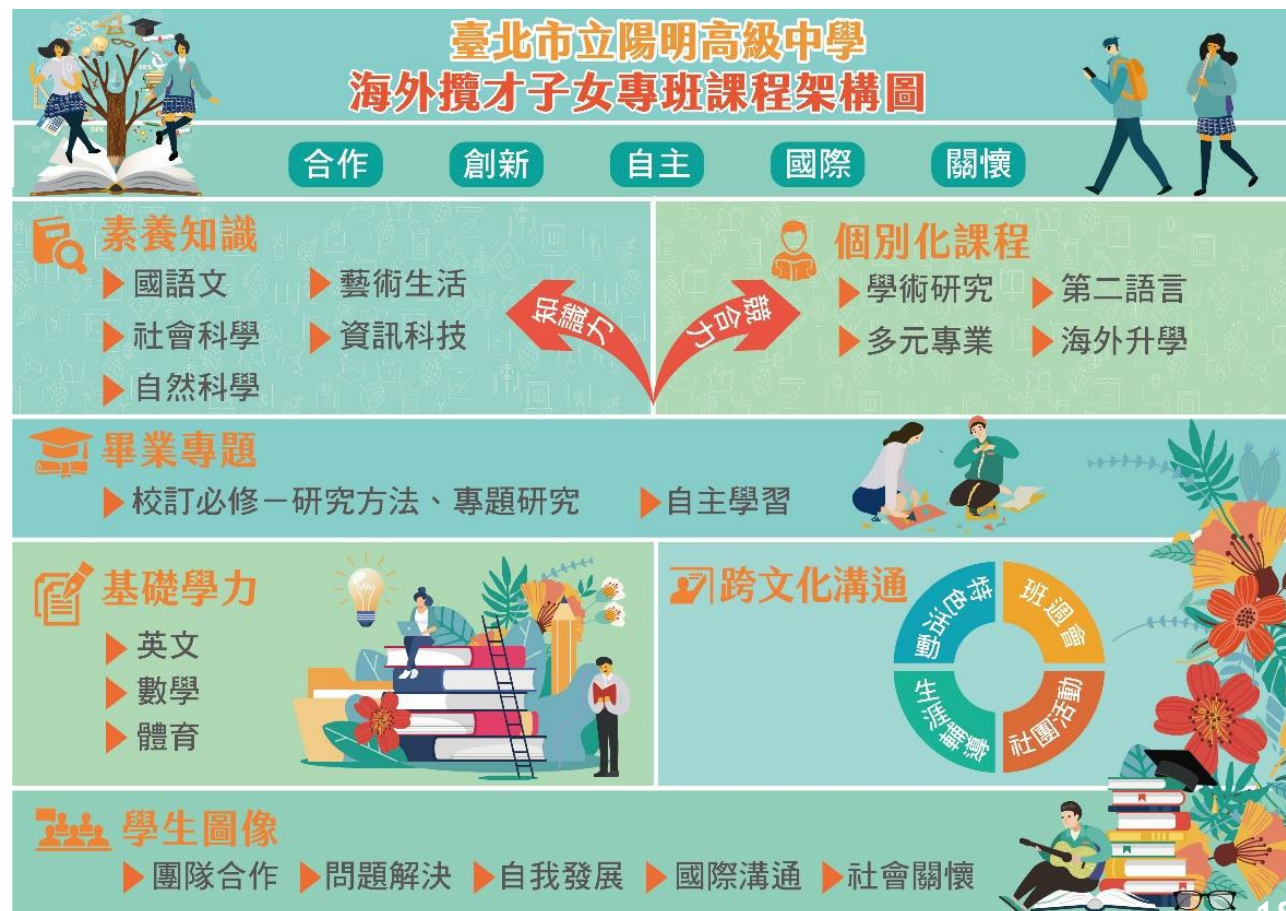 臺北市立陽明高級中學
海外攬才子女專班課程架構圖
合作 創新 自主 國際 關懷
素養知識
▶國語文 ▶藝術生活
▶社會科學 ▶資訊科技
▶自然科學
知識力
競合力
個別化課程
▶學術研究 ▶第二語言
▶多元專業 ▶海外升學
畢業專題
▶校訂必修－研究方法、專題研究 ▶自主學習
基礎學力
▶英文
▶數學
▶體育
跨文化溝通
特色活動
班週會
生涯輔導
社團活動
學生圖像
▶團隊合作 ▶問題解決 ▶自我發展 ▶國際溝通 ▶社會關懷